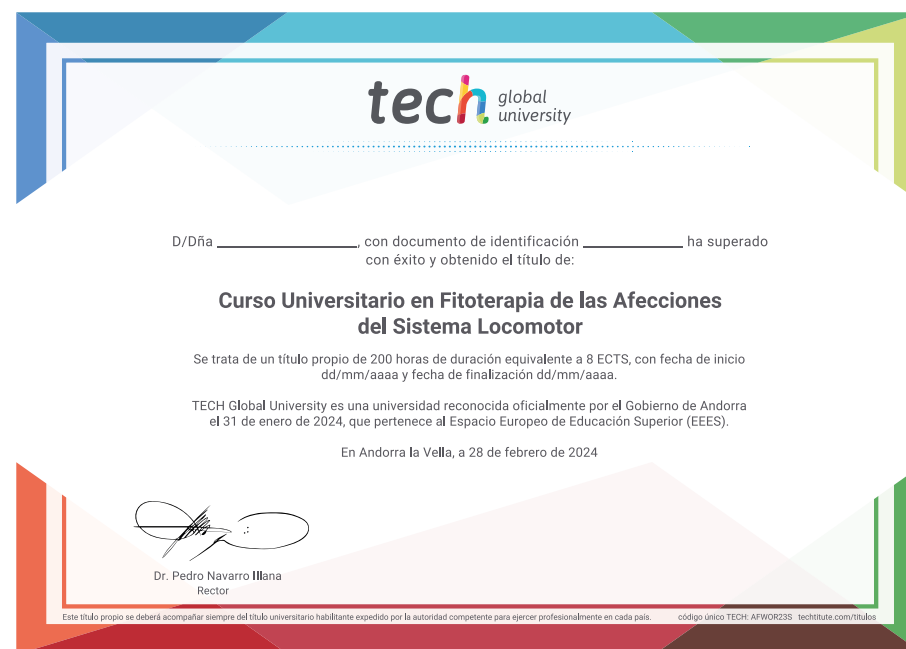 tech global
university
D/Dña ____________________, con documento de identificación ______________ ha superado
con éxito y obtenido el título de:
Curso Universitario en Fitoterapia de las Afecciones
del Sistema Locomotor
Se trata de un título propio de 200 horas de duración equivalente a 8 ECTS, con fecha de inicio
dd/mm/aaaa y fecha de finalización dd/mm/aaaa.
TECH Global University es una universidad reconocida oficialmente por el Gobierno de Andorra
el 31 de enero de 2024, que pertenece al Espacio Europeo de Educación Superior (EEES).
En Andorra la Vella, a 28 de febrero de 2024
Dr. Pedro Navarro Illana
Rector
Este título propio se deberá acompañar siempre del título universitario habilitante expedido por la autoridad competente para ejercer profesionalmente en cada país. código único TECH: AFWOR23S techtitute.com/titulos